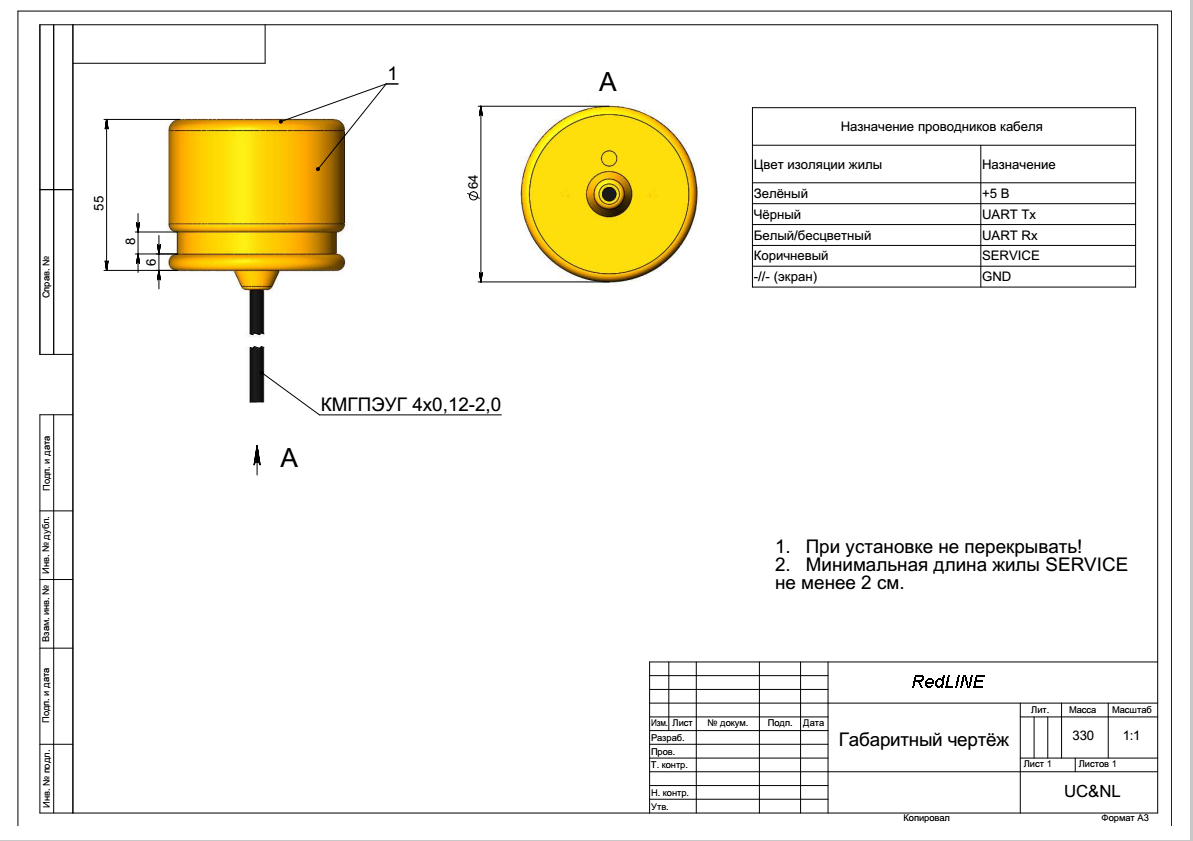 1
A
55
8
6
⌀64
КМГПЭУГ 4х0,12-2,0
A
Назначение проводников кабеля
Цвет изоляции жилы Назначение
Зелёный +5 В
Чёрный UART Tx
Белый/бесцветный UART Rx
Коричневый SERVICE
-//- (экран) GND
1. При установке не перекрывать!
2. Минимальная длина жилы SERVICE
не менее 2 см.
Справ. №
Подп. и дата
Инв. № дубл.
Взам. инв. №
Подп. и дата
Инв. № подл.
RedLINE
Лит. Масса Масштаб
Изм. Лист № докум. Подп. Дата
Разраб.
Пров.
Т. контр.
Н. контр.
Утв.
Габаритный чертёж
330 1:1
Лист 1 Листов 1
UC&NL
Копировал Формат А3